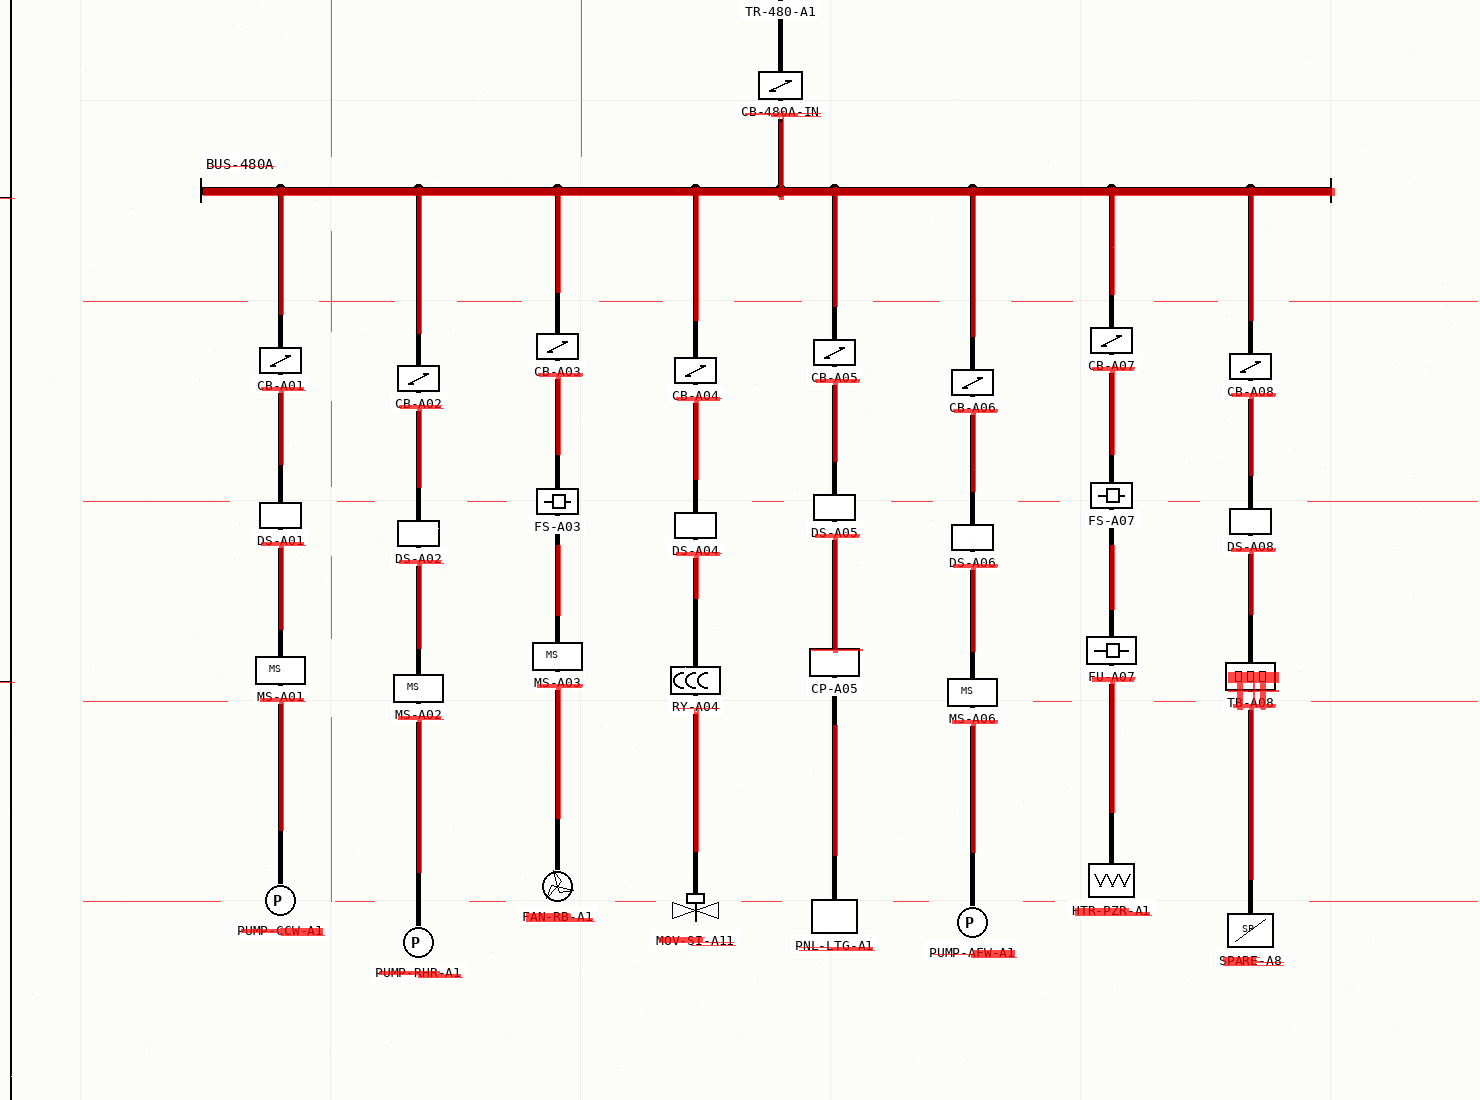 TR-480-A1
CB-480A-IN
BUS-480A
CB-A01
CB-A02
CB-A03
CB-A04
CB-A05
CB-A06
CB-A07
CB-A08
DS-A01
DS-A02
FS-A03
DS-A04
DS-A05
DS-A06
FS-A07
DS-A08
MS
MS-A01
MS
MS-A02
MS
MS-A03
RY-A04
CP-A05
MS
MS-A06
FU-A07
TB-A08
P
PUMP-CCW-A1
P
PUMP-RHR-A1
FAN-RB-A1
MOV-SI-A11
PNL-LTG-A1
P
PUMP-AFW-A1
HTR-PZR-A1
SP
SPARE-A8